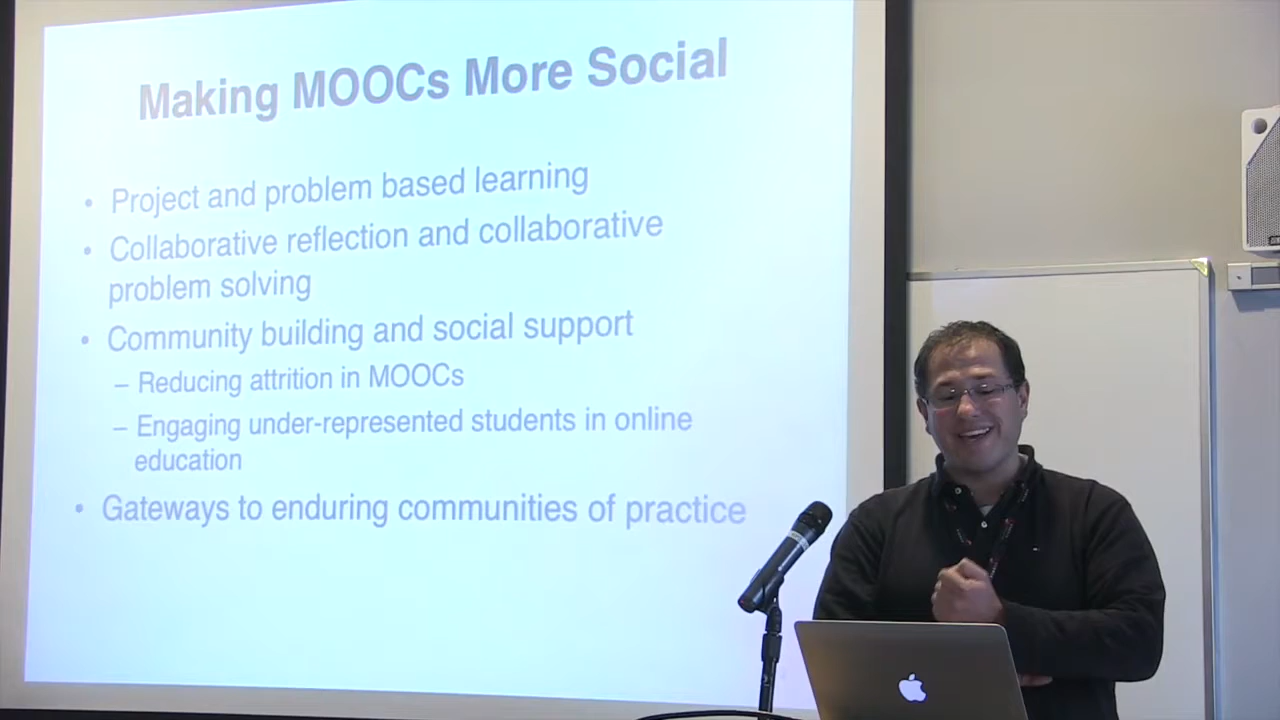 Making MOOCs More Social
• Project and problem based learning
• Collaborative reflection and collaborative
problem solving
• Community building and social support
– Reducing attrition in MOOCs
– Engaging under-represented students in online
education
• Gateways to enduring communities of practice